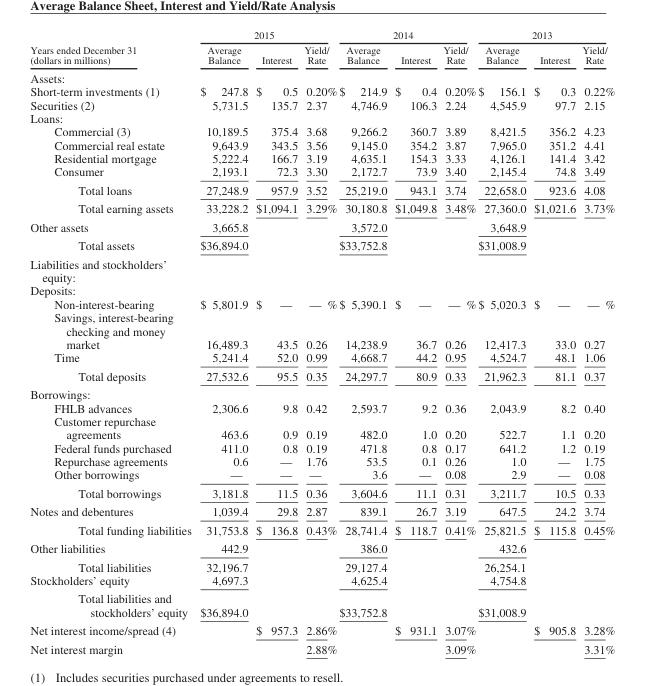 Average Balance Sheet, Interest and Yield/Rate Analysis
2015 2014 2013
Years ended December 31 Average Yield/ Average Yield/ Average Yield/
(dollars in millions) Balance Interest Rate Balance Interest Rate Balance Interest Rate
Assets:
Short-term investments (1) $ 247.8 $ 0.5 0.20% $ 214.9 $ 0.4 0.20% $ 156.1 $ 0.3 0.22%
Securities (2) 5,731.5 135.7 2.37 4,746.9 106.3 2.24 4,545.9 97.7 2.15
Loans:
Commercial (3) 10,189.5 375.4 3.68 9,266.2 360.7 3.89 8,421.5 356.2 4.23
Commercial real estate 9,643.9 343.5 3.56 9,145.0 354.2 3.87 7,965.0 351.2 4.41
Residential mortgage 5,222.4 166.7 3.19 4,635.1 154.3 3.33 4,126.1 141.4 3.42
Consumer 2,193.1 72.3 3.30 2,172.7 73.9 3.40 2,145.4 74.8 3.49
Total loans 27,248.9 957.9 3.52 25,219.0 943.1 3.74 22,658.0 923.6 4.08
Total earning assets 33,228.2 $1,094.1 3.29% 30,180.8 $1,049.8 3.48% 27,360.0 $1,021.6 3.73%
Other assets 3,665.8 3,572.0 3,648.9
Total assets $36,894.0 $33,752.8 $31,008.9
Liabilities and stockholders'
equity:
Deposits:
Non-interest-bearing $ 5,801.9 $ — — % $ 5,390.1 $ — — % $ 5,020.3 $ — — %
Savings, interest-bearing
checking and money
market 16,489.3 43.5 0.26 14,238.9 36.7 0.26 12,417.3 33.0 0.27
Time 5,241.4 52.0 0.99 4,668.7 44.2 0.95 4,524.7 48.1 1.06
Total deposits 27,532.6 95.5 0.35 24,297.7 80.9 0.33 21,962.3 81.1 0.37
Borrowings:
FHLB advances 2,306.6 9.8 0.42 2,593.7 9.2 0.36 2,043.9 8.2 0.40
Customer repurchase
agreements 463.6 0.9 0.19 482.0 1.0 0.20 522.7 1.1 0.20
Federal funds purchased 411.0 0.8 0.19 471.8 0.8 0.17 641.2 1.2 0.19
Repurchase agreements 0.6 — 1.76 53.5 0.1 0.26 1.0 — 1.75
Other borrowings — — — 3.6 — 0.08 2.9 — 0.08
Total borrowings 3,181.8 11.5 0.36 3,604.6 11.1 0.31 3,211.7 10.5 0.33
Notes and debentures 1,039.4 29.8 2.87 839.1 26.7 3.19 647.5 24.2 3.74
Total funding liabilities 31,753.8 $ 136.8 0.43% 28,741.4 $ 118.7 0.41% 25,821.5 $ 115.8 0.45%
Other liabilities 442.9 386.0 432.6
Total liabilities 32,196.7 29,127.4 26,254.1
Stockholders' equity 4,697.3 4,625.4 4,754.8
Total liabilities and
stockholders' equity $36,894.0 $33,752.8 $31,008.9
Net interest income/spread (4) $ 957.3 2.86% $ 931.1 3.07% $ 905.8 3.28%
Net interest margin 2.88% 3.09% 3.31%
(1) Includes securities purchased under agreements to resell.